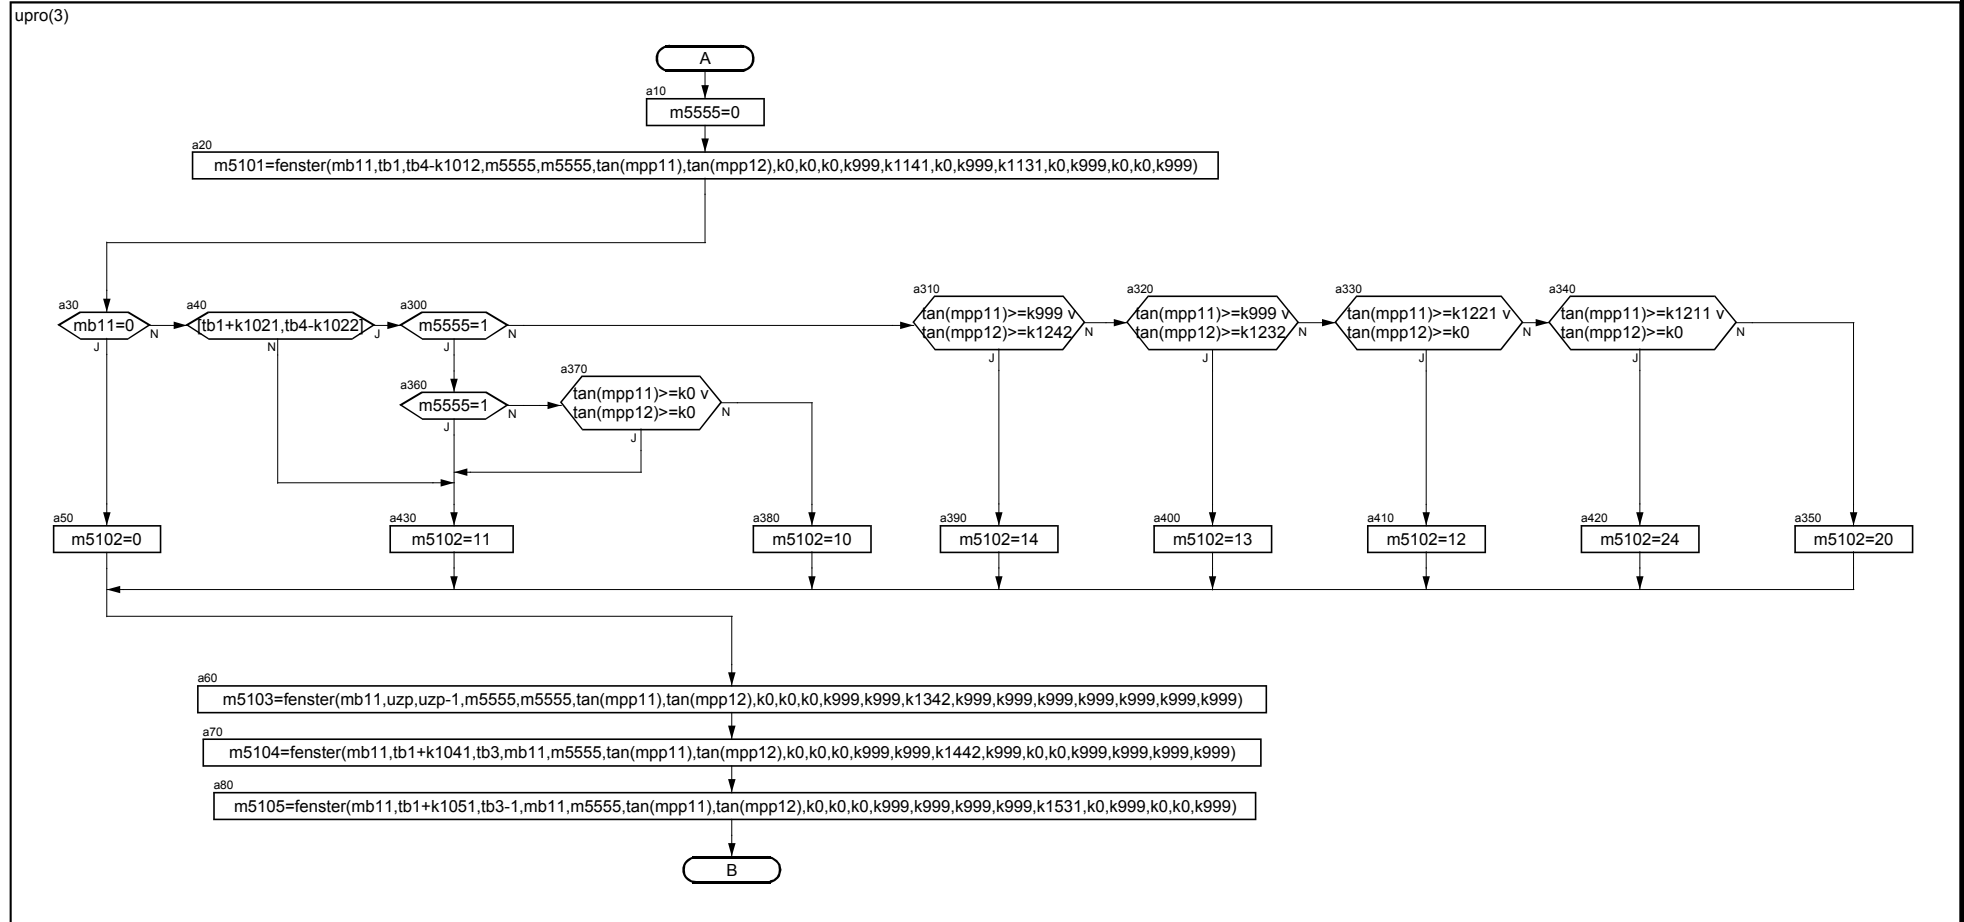 upro(3)
A
a10
m5555=0
a20
m5101=fenster(mb11,tb1,tb4-k1012,m5555,m5555,tan(mpp11),tan(mpp12),k0,k0,k0,k999,k1141,k0,k999,k1131,k0,k999,k0,k0,k999)
a30
mb11=0
N
J
a40
[tb1+k1021,tb4-k1022]
J
N
a300
m5555=1
N
J
a310
tan(mpp11)>=k999 v
tan(mpp12)>=k1242
N
J
a320
tan(mpp11)>=k999 v
tan(mpp12)>=k1232
N
J
a330
tan(mpp11)>=k1221 v
tan(mpp12)>=k0
N
J
a340
tan(mpp11)>=k1211 v
tan(mpp12)>=k0
N
J
a360
m5555=1
N
J
a370
tan(mpp11)>=k0 v
tan(mpp12)>=k0
N
J
a50
m5102=0
a430
m5102=11
a380
m5102=10
a390
m5102=14
a400
m5102=13
a410
m5102=12
a420
m5102=24
a350
m5102=20
a60
m5103=fenster(mb11,uzp,uzp-1,m5555,m5555,tan(mpp11),tan(mpp12),k0,k0,k0,k999,k999,k1342,k999,k999,k999,k999,k999,k999,k999)
a70
m5104=fenster(mb11,tb1+k1041,tb3,mb11,m5555,tan(mpp11),tan(mpp12),k0,k0,k0,k999,k999,k1442,k999,k0,k0,k999,k999,k999,k999)
a80
m5105=fenster(mb11,tb1+k1051,tb3-1,mb11,m5555,tan(mpp11),tan(mpp12),k0,k0,k0,k999,k999,k999,k999,k1531,k0,k999,k0,k0,k999)
B